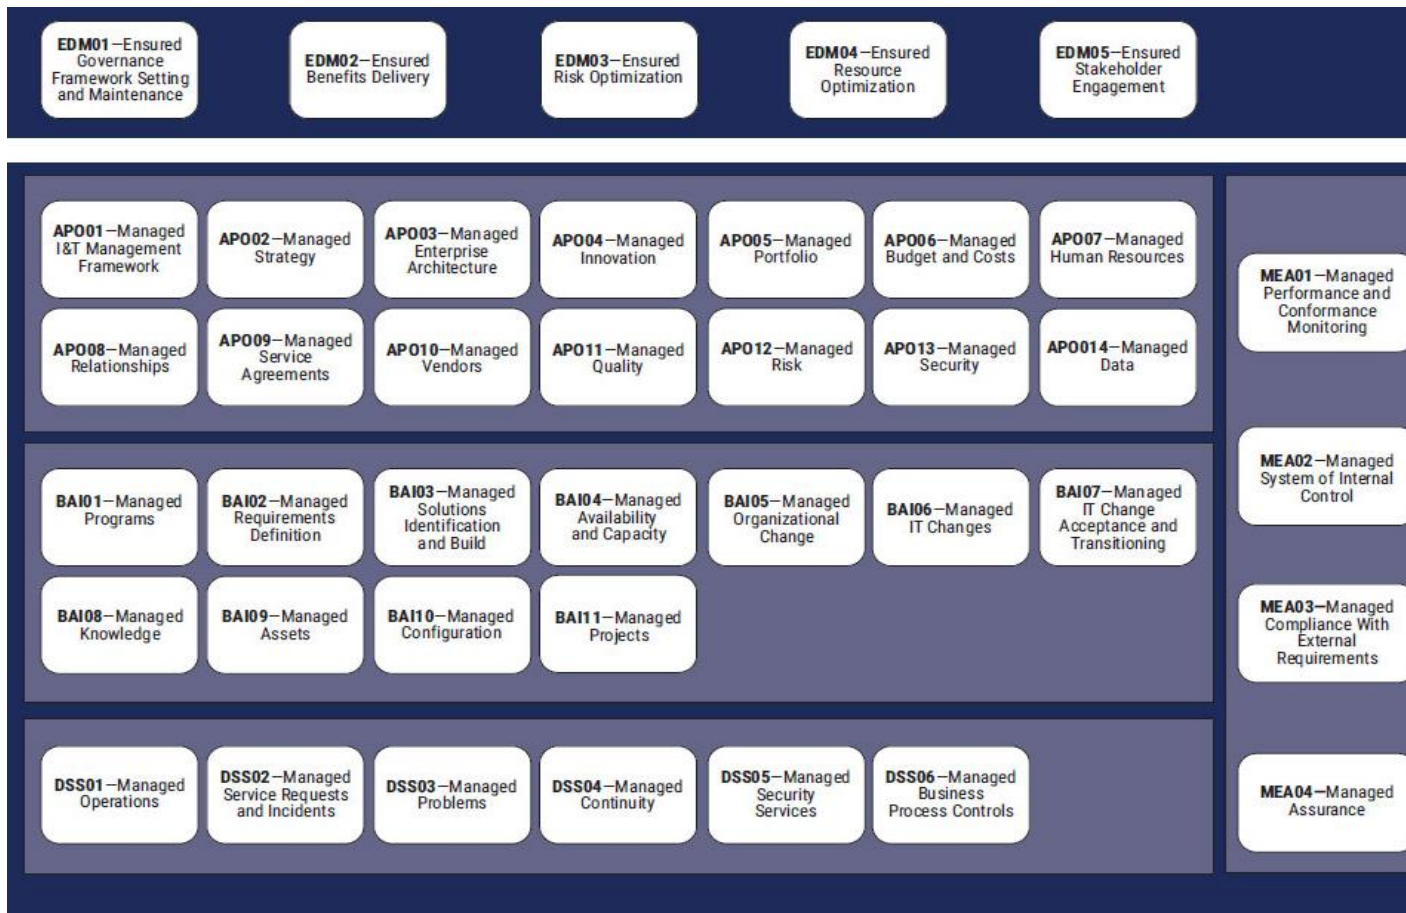 EDM01—Ensured
Governance
Framework Setting
and Maintenance
EDM02—Ensured
Benefits Delivery
EDM03—Ensured
Risk Optimization
EDM04—Ensured
Resource
Optimization
EDM05—Ensured
Stakeholder
Engagement
APO01—Managed
I&T Management
Framework
APO02—Managed
Strategy
APO03—Managed
Enterprise
Architecture
APO04—Managed
Innovation
APO05—Managed
Portfolio
APO06—Managed
Budget and Costs
APO07—Managed
Human Resources
APO08—Managed
Relationships
APO09—Managed
Service
Agreements
APO10—Managed
Vendors
APO11—Managed
Quality
APO12—Managed
Risk
APO13—Managed
Security
APO014—Managed
Data
BAI01—Managed
Programs
BAI02—Managed
Requirements
Definition
BAI03—Managed
Solutions
Identification
and Build
BAI04—Managed
Availability
and Capacity
BAI05—Managed
Organizational
Change
BAI06—Managed
IT Changes
BAI07—Managed
IT Change
Acceptance and
Transitioning
BAI08—Managed
Knowledge
BAI09—Managed
Assets
BAI10—Managed
Configuration
BAI11—Managed
Projects
DSS01—Managed
Operations
DSS02—Managed
Service Requests
and Incidents
DSS03—Managed
Problems
DSS04—Managed
Continuity
DSS05—Managed
Security
Services
DSS06—Managed
Business
Process Controls
MEA01—Managed
Performance and
Conformance
Monitoring
MEA02—Managed
System of Internal
Control
MEA03—Managed
Compliance With
External
Requirements
MEA04—Managed
Assurance